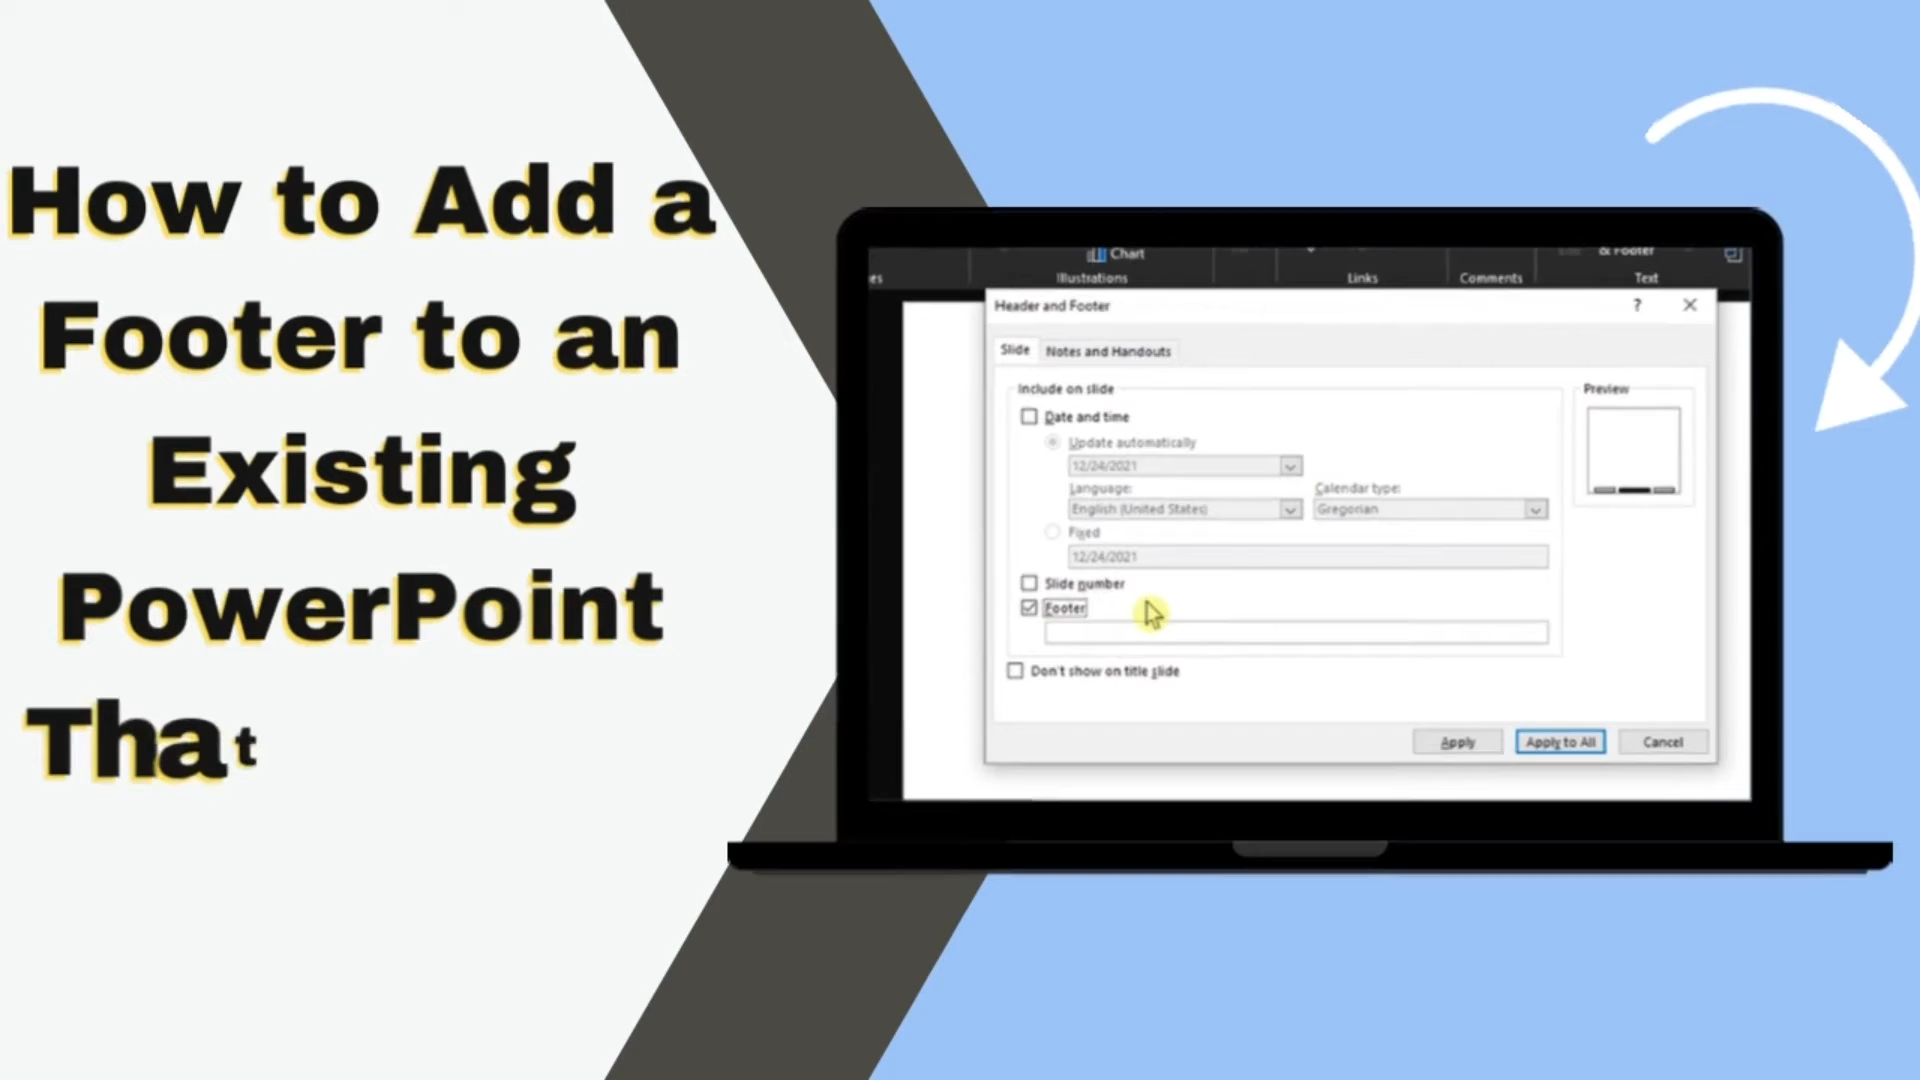 How to Add a
Footer to an
Existing
PowerPoint
That
Chart
& Footer
es
Illustrations
Links
Comments
Text
Header and Footer
?
Slide
Notes and Handouts
Include on slide
Preview
Date and time
Update automatically
12/24/2021
Language:
Calendar type:
English (United States)
Gregorian
Fixed
12/24/2021
Slide number
Footer
Don't show on title slide
Apply
Apply to All
Cancel